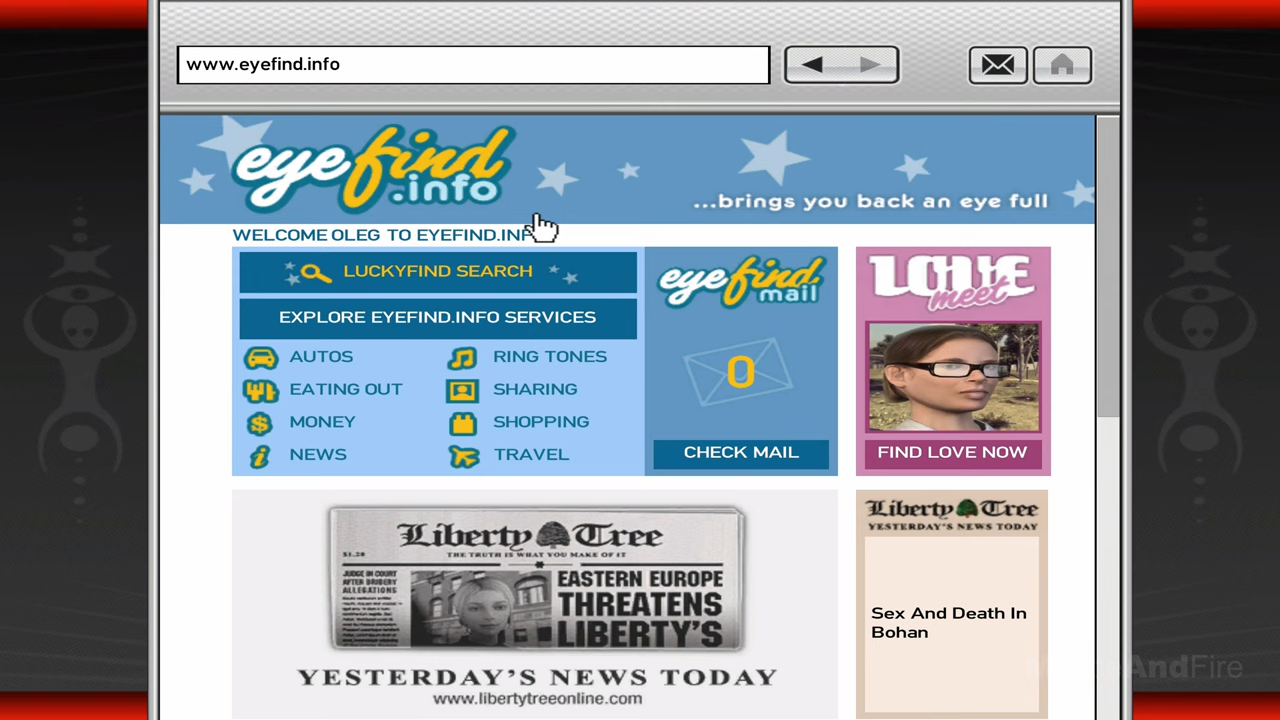 www.eyefind.info
eyefind
.info
...brings you back an eye full
WELCOME OLEG TO EYEFIND.INF
LUCKYFIND SEARCH
EXPLORE EYEFIND.INFO SERVICES
AUTOS
RING TONES
EATING OUT
SHARING
MONEY
SHOPPING
NEWS
TRAVEL
eyefind
mail
0
CHECK MAIL
LOVE
meet
FIND LOVE NOW
Liberty Tree
THE TRUTH IS WHAT YOU MAKE OF IT
$1.20
JUDGE IN COURT
AFTER BRIBERY
ALLEGATIONS
EASTERN EUROPE
THREATENS
LIBERTY'S
YESTERDAY'S NEWS TODAY
www.libertytreeonline.com
Liberty Tree
YESTERDAY'S NEWS TODAY
Sex And Death In
Bohan
AndFire